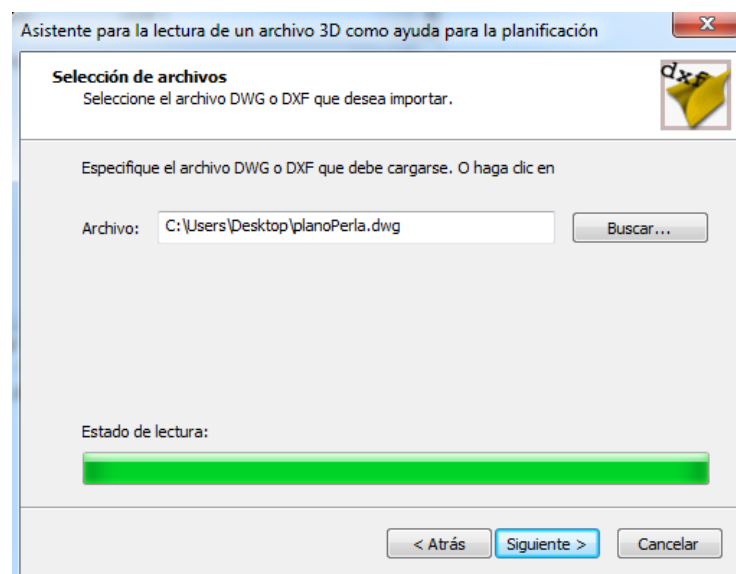 Asistente para la lectura de un archivo 3D como ayuda para la planificación
x
Selección de archivos
Seleccione el archivo DWG o DXF que desea importar.
dxf
Especifique el archivo DWG o DXF que debe cargarse. O haga clic en
Archivo: C:\Users\Desktop\planoPerla.dwg Buscar...
Estado de lectura:
< Atrás Siguiente > Cancelar